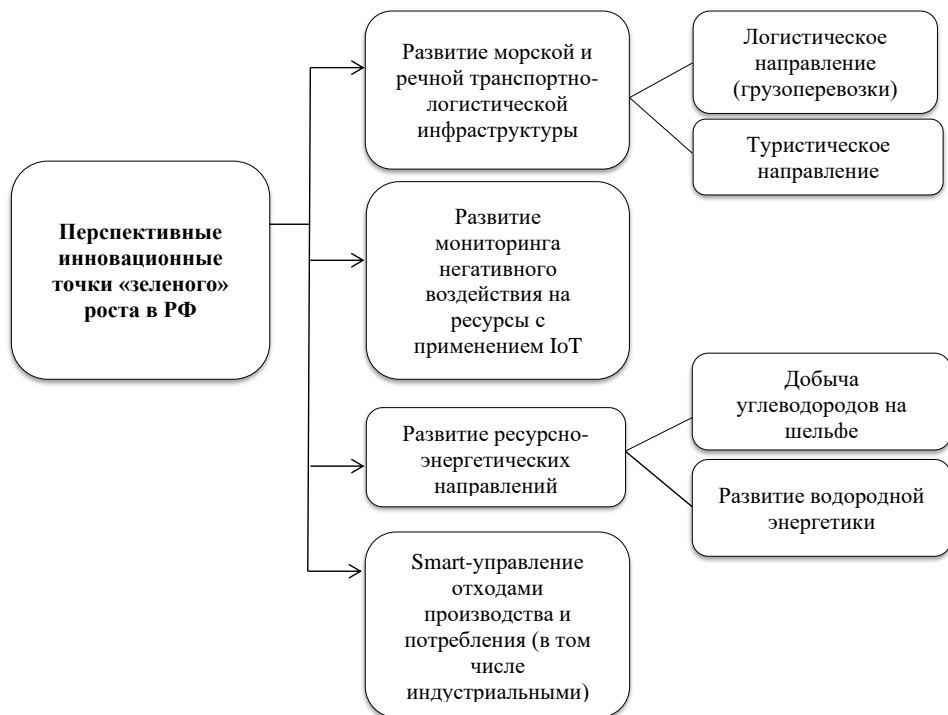 Перспективные
инновационные
точки «зеленого»
роста в РФ
Развитие морской и
речной транспортно-
логистической
инфраструктуры
Логистическое
направление
(грузоперевозки)
Туристическое
направление
Развитие
мониторинга
негативного
воздействия на
ресурсы с
применением IoT
Развитие ресурсно-
энергетических
направлений
Добыча
углеводородов на
шельфе
Развитие водородной
энергетики
Smart-управление
отходами
производства и
потребления (в том
числе
индустриальными)